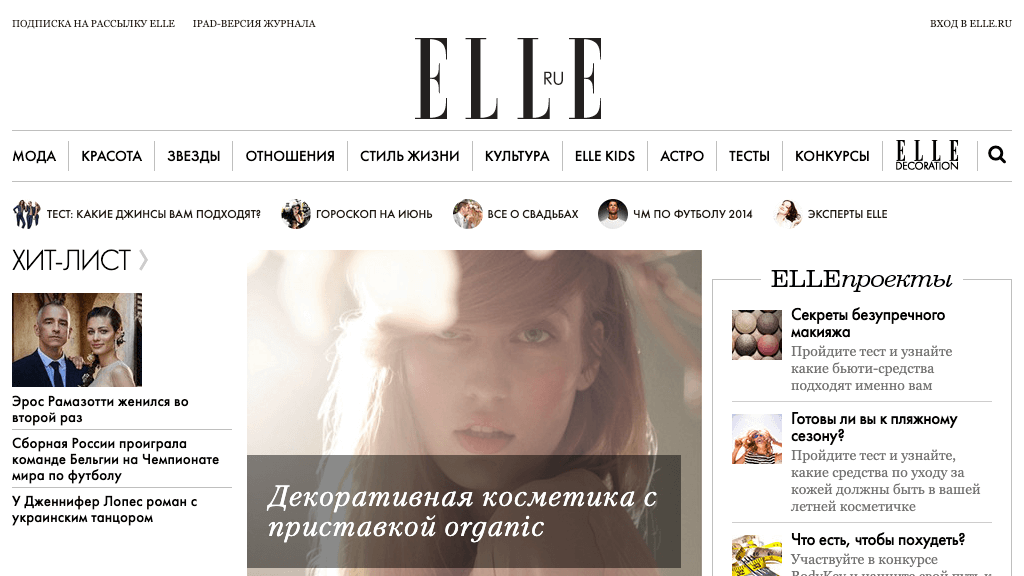 ПОДПИСКА НА РАССЫЛКУ ELLE
IPAD-ВЕРСИЯ ЖУРНАЛА
ВХОД В ELLE.RU
ELLE RU
МОДА
КРАСОТА
ЗВЕЗДЫ
ОТНОШЕНИЯ
СТИЛЬ ЖИЗНИ
КУЛЬТУРА
ELLE KIDS
АСТРО
ТЕСТЫ
КОНКУРСЫ
ELLE
DECORATION
ТЕСТ: КАКИЕ ДЖИНСЫ ВАМ ПОДХОДЯТ?
ГОРОСКОП НА ИЮНЬ
ВСЕ О СВАДЬБАХ
ЧМ ПО ФУТБОЛУ 2014
ЭКСПЕРТЫ ELLE
ХИТ-ЛИСТ
Эрос Рамазотти женился во
второй раз
Сборная России проиграла
команде Бельгии на Чемпионате
мира по футболу
У Дженнифер Лопес роман с
украинским танцором
Декоративная косметика с
приставкой organic
ELLEпроекты
Секреты безупречного
макияжа
Пройдите тест и узнайте
какие бьюти-средства
подходят именно вам
Готовы ли вы к пляжному
сезону?
Пройдите тест и узнайте,
какие средства по уходу за
кожей должны быть в вашей
летней косметичке
Что есть, чтобы похудеть?
Участвуйте в конкурсе
BodyKey и начните свой путь к